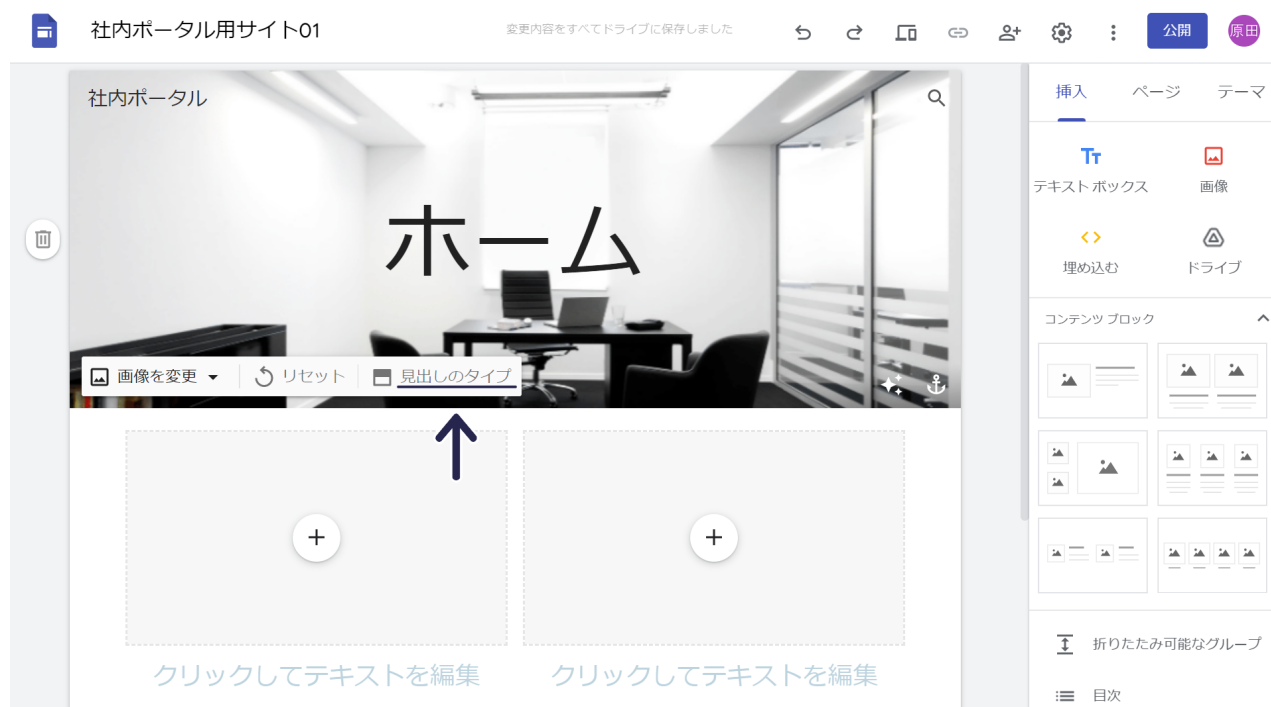 社内ポータル用サイト01
変更内容をすべてドライブに保存しました
公開
原田
社内ポータル
ホーム
画像を変更
リセット
見出しのタイプ
クリックしてテキストを編集
クリックしてテキストを編集
挿入
ページ
テーマ
Tт
テキスト ボックス
画像
埋め込む
ドライブ
コンテンツ ブロック
折りたたみ可能なグループ
目次